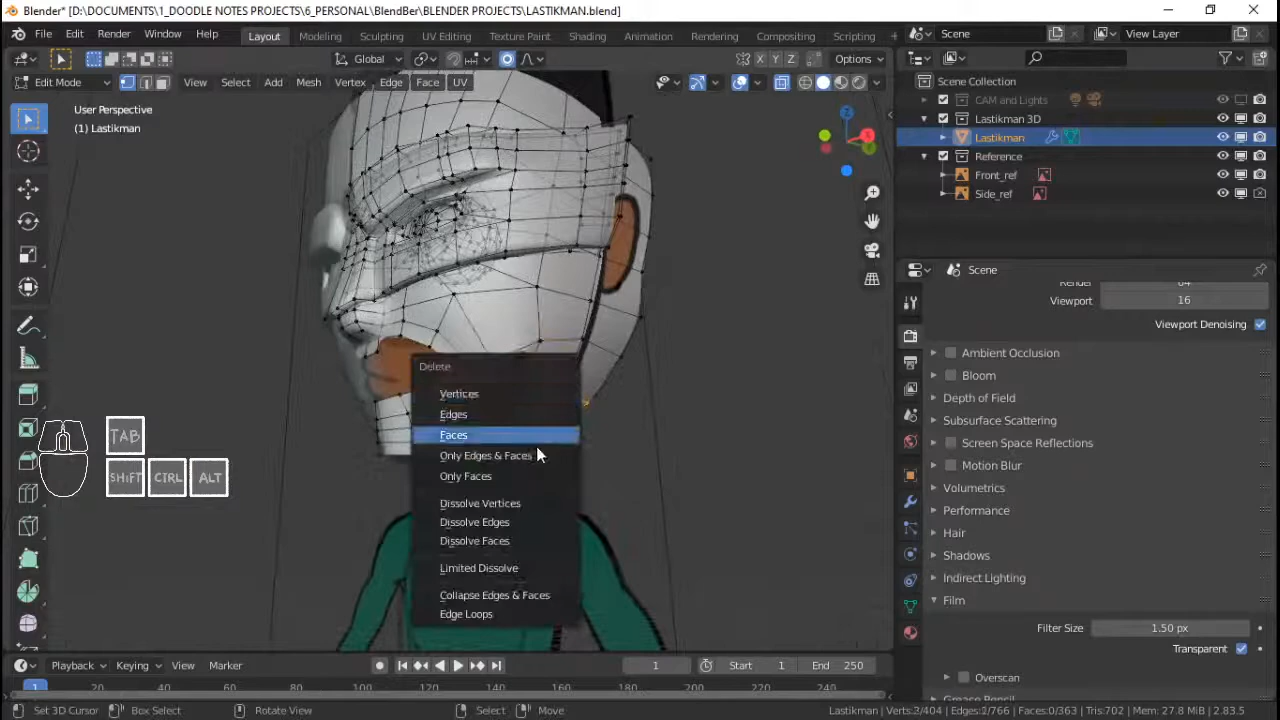 Blender* [D:\DOCUMENTS\1_DOODLE NOTES PROJECTS\6_PERSONAL\BlendBer\BLENDER PROJECTS\LASTIKMAN.blend]
File Edit Render Window Help Layout Modeling Sculpting UV Editing Texture Paint Shading Animation Rendering Compositing Scripting Scene View Layer
Global X Y Z Options
Edit Mode View Select Add Mesh Vertex Edge Face UV
Scene Collection
CAM and Lights
Lastikman 3D
Lastikman
Reference
Front_ref
Side_ref
User Perspective
(1) Lastikman
Z
X
Scene
Viewport 16
Viewport Denoising
Ambient Occlusion
Bloom
Depth of Field
Subsurface Scattering
Screen Space Reflections
Motion Blur
Volumetrics
Performance
Hair
Shadows
Indirect Lighting
Film
Filter Size 1.50 px
Transparent
Overscan
Delete
Vertices
Edges
Faces
Only Edges & Faces
Only Faces
Dissolve Vertices
Dissolve Edges
Dissolve Faces
Limited Dissolve
Collapse Edges & Faces
Edge Loops
TAB
SHIFT CTRL ALT
Playback Keying View Marker 1 Start 1 End 250
1 20 40 60 80 100 120 140 160 180 200 220 240
Set 3D Cursor Box Select Rotate View Select Move Lastikman | Verts:3/404 | Edges:2/766 | Faces:0/363 | Tris:702 | Mem: 27.8 MiB | 2.83.5